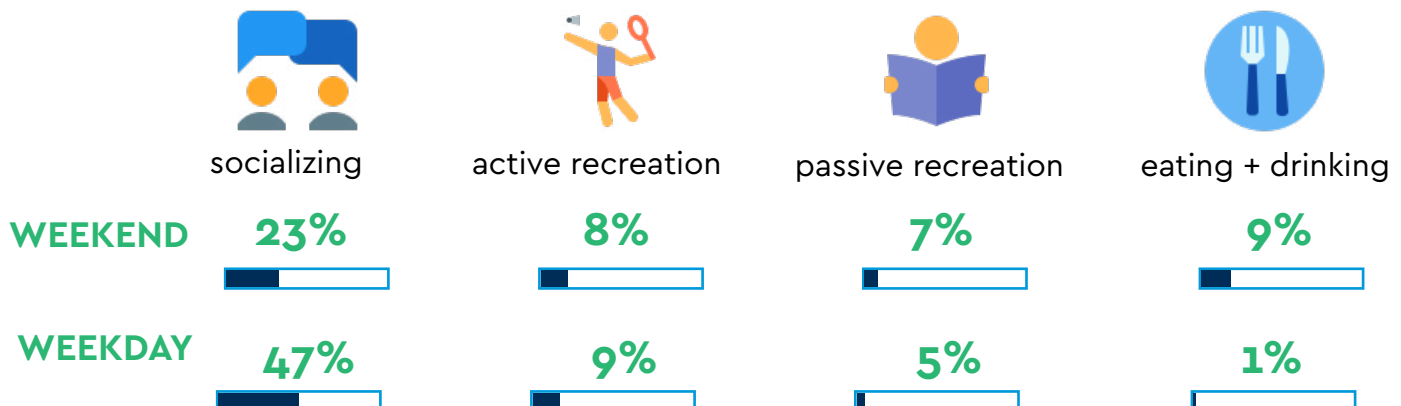 socializing active recreation passive recreation eating + drinking
WEEKEND 23% 8% 7% 9%
WEEKDAY 47% 9% 5% 1%